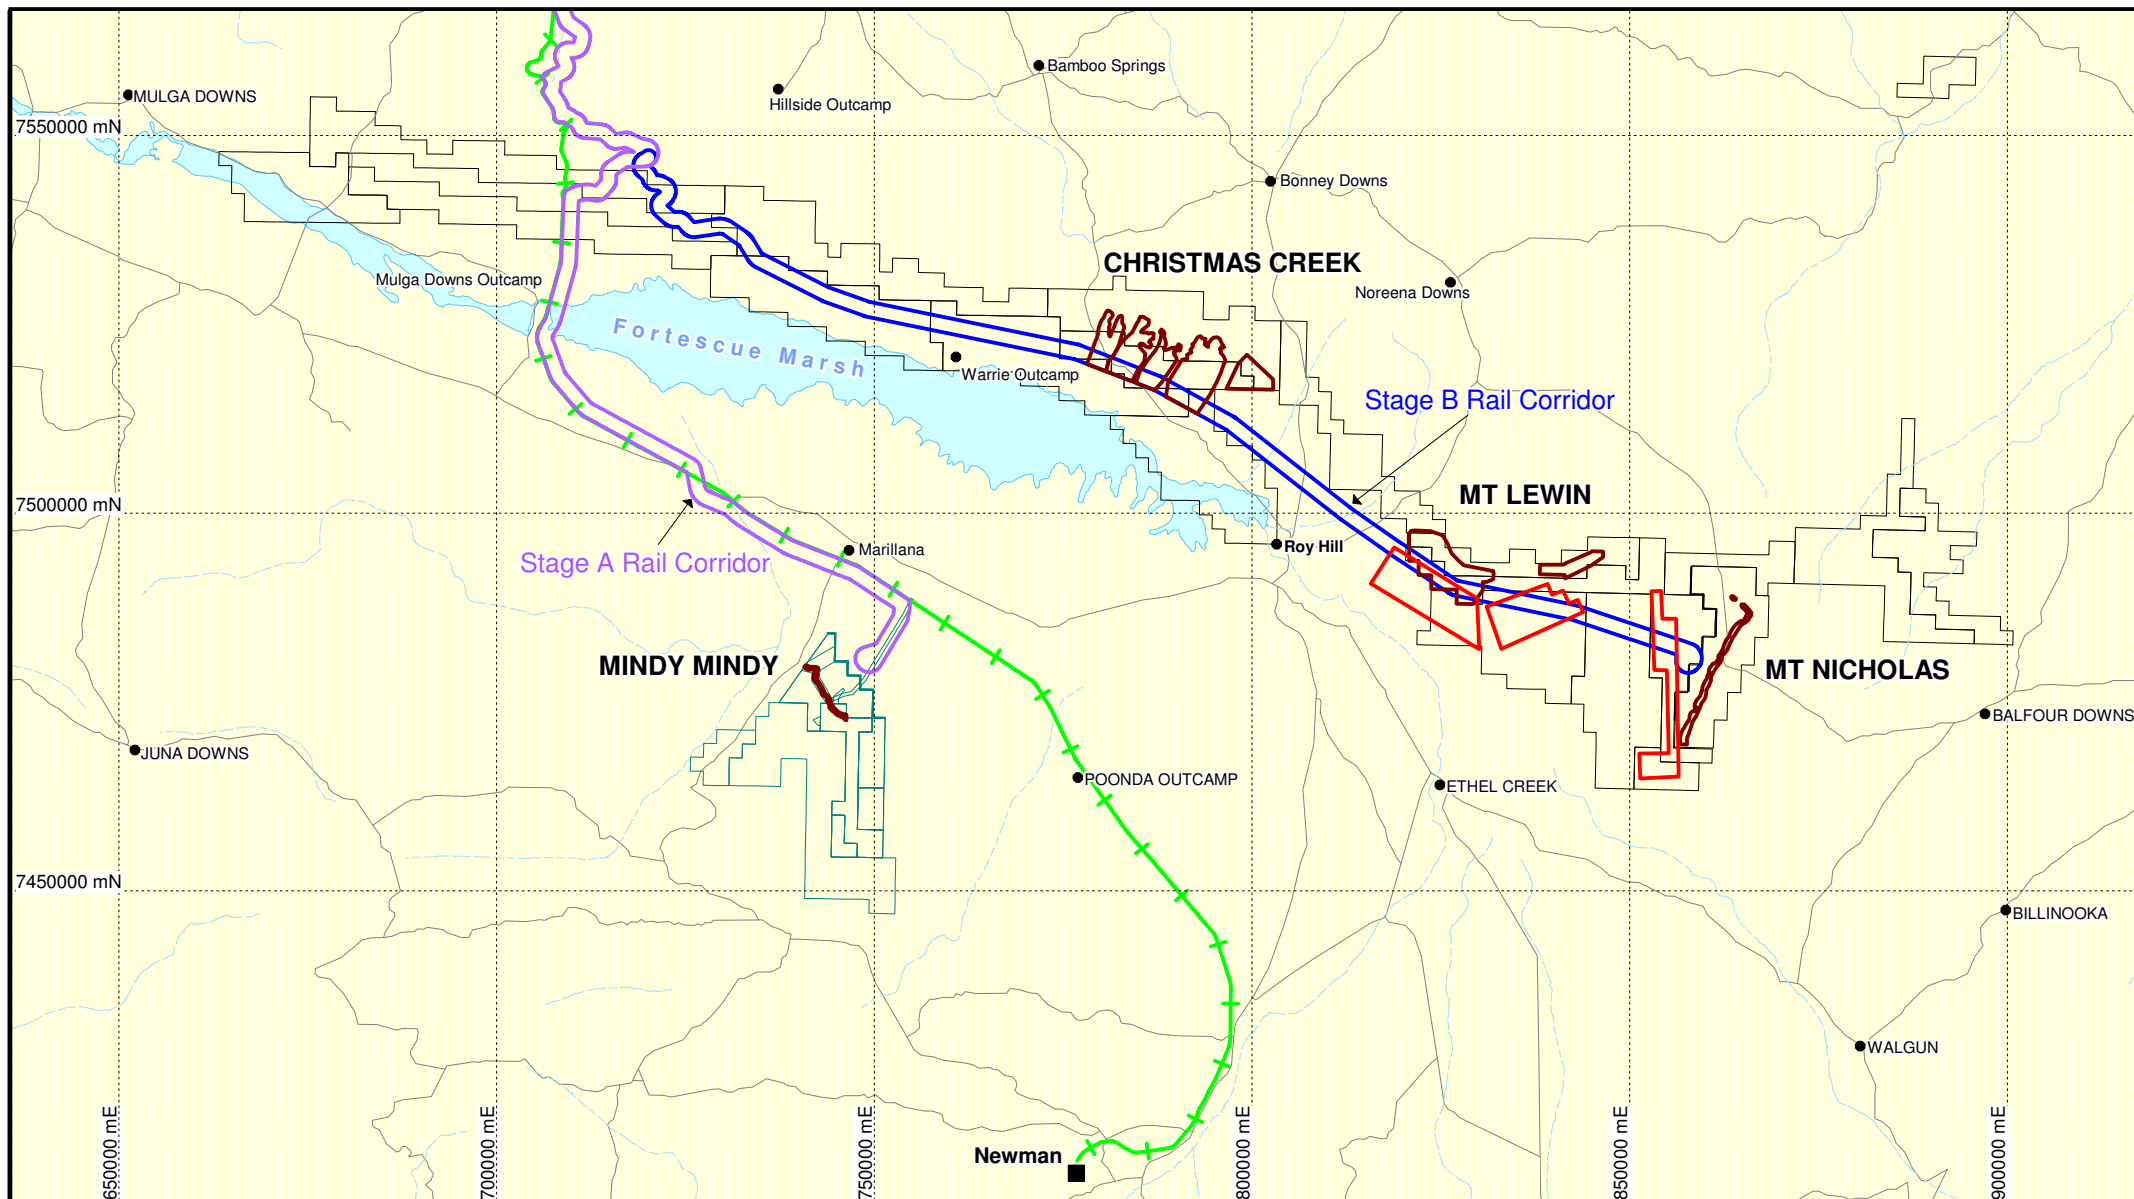 Bamboo Springs
MULGA DOWNS
Hillside Outcamp
7550000 mN
Bonney Downs
CHRISTMAS CREEK
Mulga Downs Outcamp
Noreena Downs
Fortescue Marsh
Warrie Outcamp
Stage B Rail Corridor
MT LEWIN
7500000 mN
Roy Hill
Marillana
Stage A Rail Corridor
MINDY MINDY
MT NICHOLAS
BALFOUR DOWNS
JUNA DOWNS
POONDA OUTCAMP
ETHEL CREEK
7450000 mN
BILLINOOKA
WALGUN
Newman
650000 mE
700000 mE
750000 mE
800000 mE
850000 mE
900000 mE